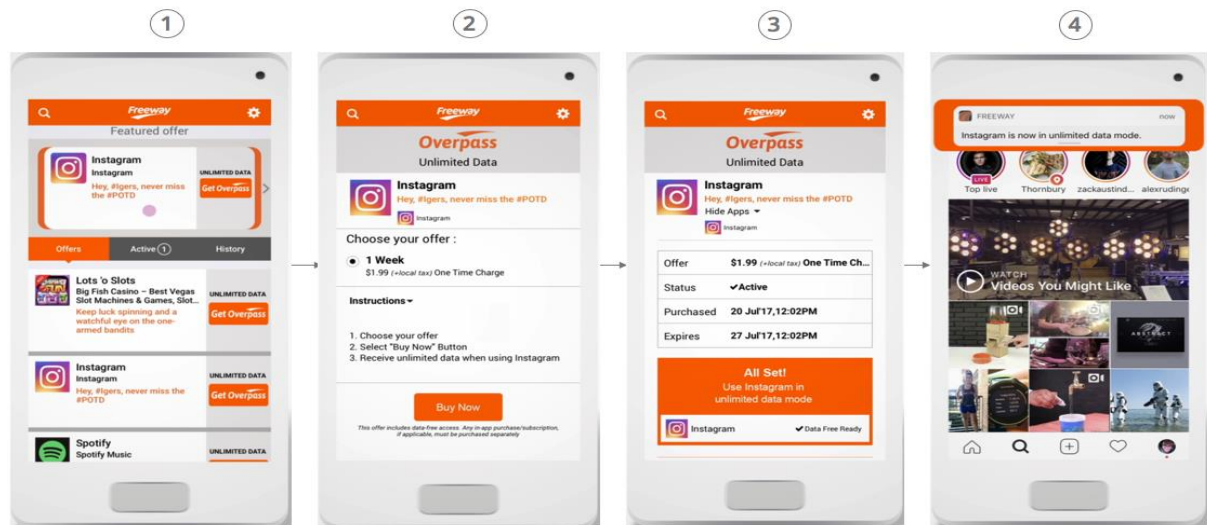 1
2
3
4
Freeway
Featured offer
Instagram
Instagram
Hey, #Igers, never miss
the #POTD
UNLIMITED DATA
Get Overpass
Offers
Active 1
History
Lots 'o Slots
Big Fish Casino – Best Vegas
Slot Machines & Games, Slot...
Keep luck spinning and a
watchful eye on the one-
armed bandits
UNLIMITED DATA
Get Overpass
Instagram
Instagram
Hey, #Igers, never miss the
#POTD
UNLIMITED DATA
Get Overpass
Spotify
Spotify Music
UNLIMITED DATA
Freeway
Overpass
Unlimited Data
Instagram
Hey, #Igers, never miss the #POTD
Instagram
Choose your offer :
1 Week
$1.99 (+local tax) One Time Charge
Instructions
1. Choose your offer
2. Select "Buy Now" Button
3. Receive unlimited data when using Instagram
Buy Now
This offer includes data-free access. Any in app purchase/subscription,
if applicable, must be purchased separately
Freeway
Overpass
Unlimited Data
Instagram
Hey, #Igers, never miss the #POTD
Hide Apps
Instagram
Offer $1.99 (+local tax) One Time Ch...
Status ✔Active
Purchased 20 Jul'17,12:02PM
Expires 27 Jul'17,12:02PM
All Set!
Use Instagram in
unlimited data mode
Instagram ✔Data Free Ready
FREEWAY now
Instagram is now in unlimited data mode.
LIVE
Top live Thornbury zackaustind... alexrudinge
WATCH
Videos You Might Like
ABSTRACT